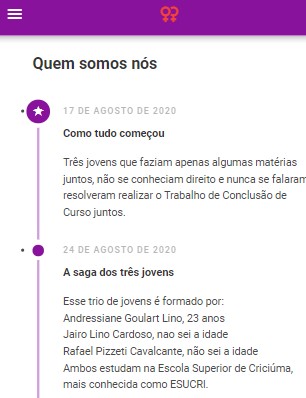 Quem somos nós
17 DE AGOSTO DE 2020
Como tudo começou
Três jovens que faziam apenas algumas matérias
juntos, não se conheciam direito e nunca se falaram
resolveram realizar o Trabalho de Conclusão de
Curso juntos.
24 DE AGOSTO DE 2020
A saga dos três jovens
Esse trio de jovens é formado por:
Andressiane Goulart Lino, 23 anos
Jairo Lino Cardoso, nao sei a idade
Rafael Pizzeti Cavalcante, não sei a idade
Ambos estudam na Escola Superior de Criciúma,
mais conhecida como ESUCRI.